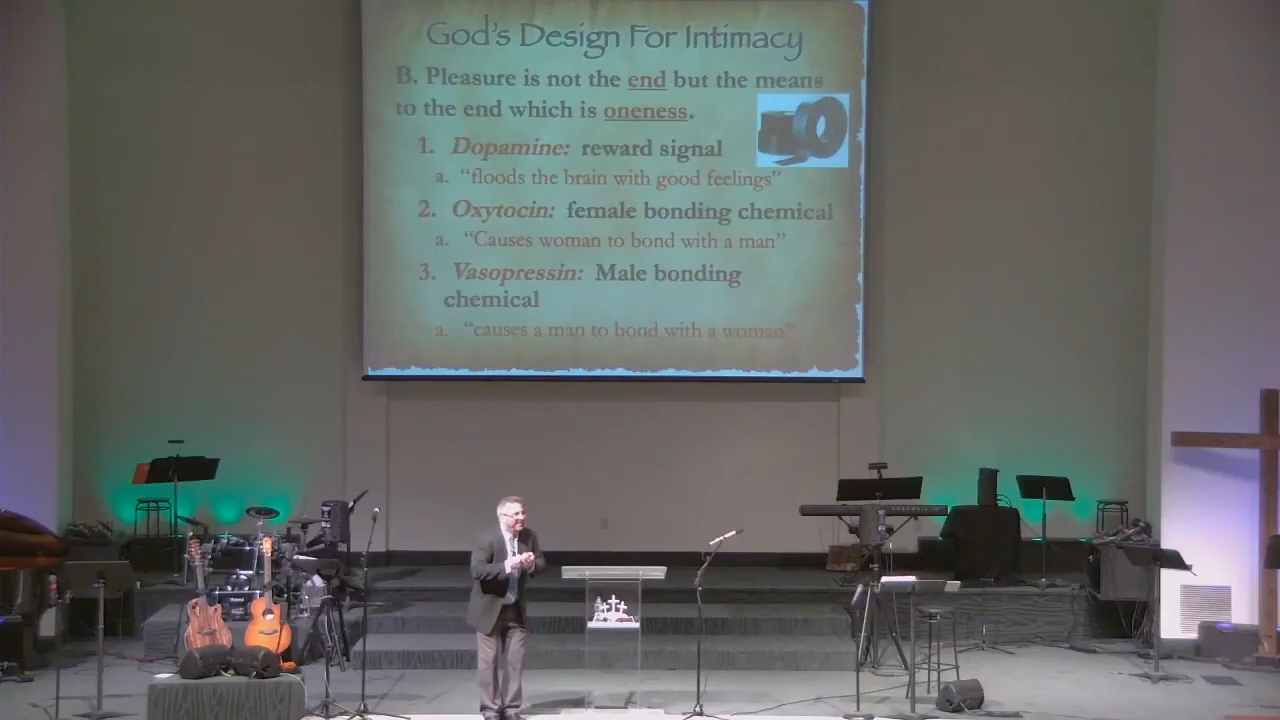 God's Design For Intimacy
B. Pleasure is not the end but the means
to the end which is oneness.
1. Dopamine: reward signal
a. "floods the brain with good feelings"
2. Oxytocin: female bonding chemical
a. "Causes woman to bond with a man"
3. Vasopressin: Male bonding
chemical
a. "causes a man to bond with a woman"